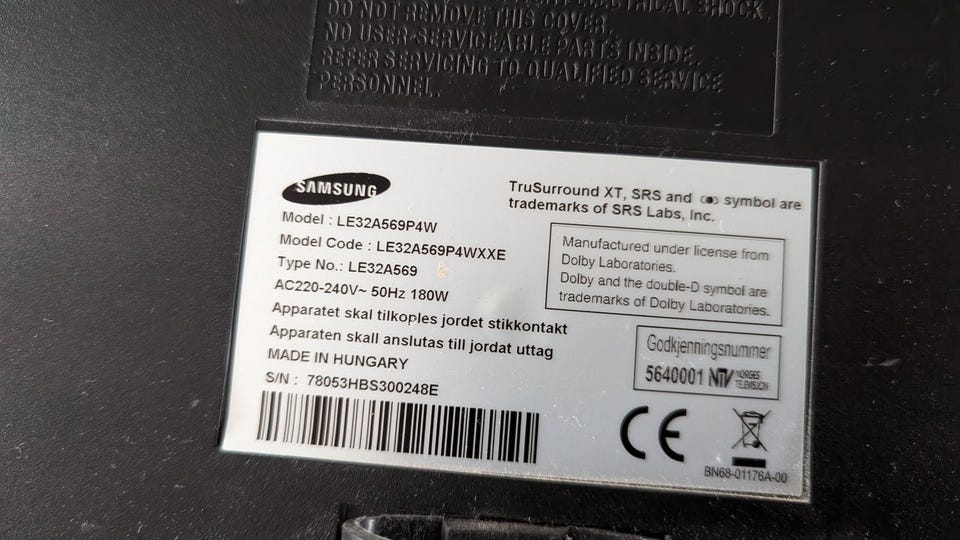 DO NOT REMOVE THIS COVER.
NO USER-SERVICEABLE PARTS INSIDE.
REFER SERVICING TO QUALIFIED SERVICE
PERSONNEL.
SAMSUNG
Model : LE32A569P4W
Model Code : LE32A569P4WXXE
Type No.: LE32A569
AC220-240V~ 50Hz 180W
Apparatet skal tilkoples jordet stikkontakt
Apparaten skall anslutas till jordat uttag
MADE IN HUNGARY
S/N : 78053HBS300248E
TruSurround XT, SRS and symbol are
trademarks of SRS Labs, Inc.
Manufactured under license from
Dolby Laboratories.
Dolby and the double-D symbol are
trademarks of Dolby Laboratories.
Godkjenningsnummer
5640001 NTV NORGES
TELEVISJON
CE
BN68-01176A-00